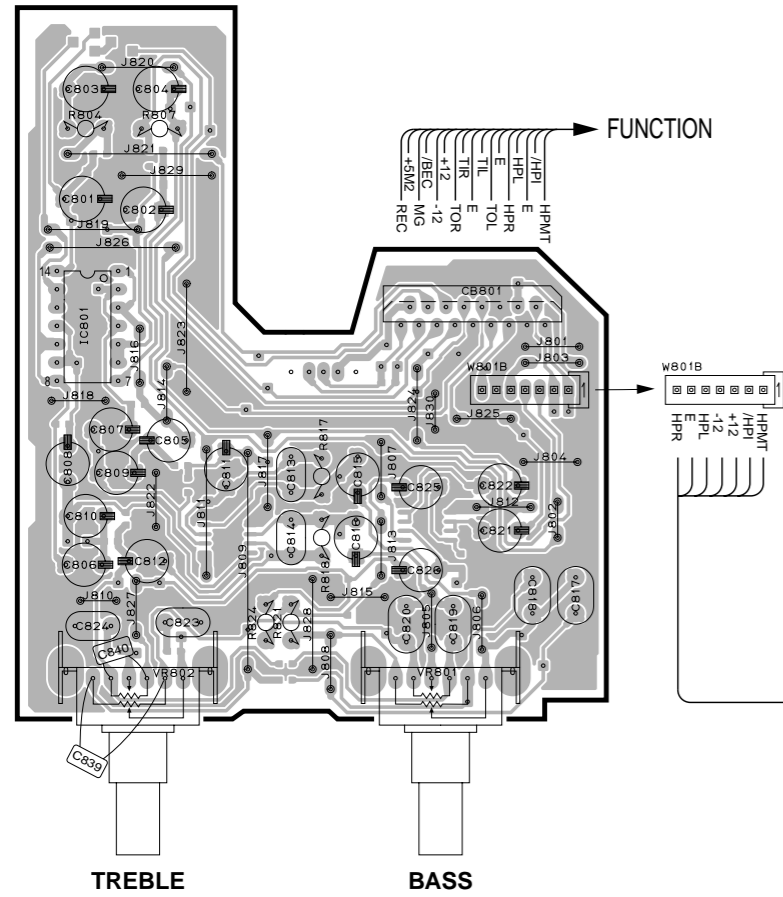 J820
C803
C804
R804
R807
FUNCTION
J821
J829
+5M2
/BEC
+12
TIR
TIL
E
HPL
/HPI
REC
MG
-12
TOR
E
TOL
HPR
E
HPMT
C801
C802
J819
J826
14
1
IC801
J816
J823
CB801
J801
J803
W801B
W801B
1
1
8
7
J818
J814
J824
J830
J825
HPR
E
HPL
-12
+12
/HPI
HPMT
C807
C805
C808
C809
C811
J817
R817
C813
C815
J807
C825
C822
J804
J822
J811
J812
J802
C810
C814
C816
J813
C821
C806
C812
J809
R818
C826
J810
J827
J815
C818
C817
C824
C823
R824
R821
J828
C820
J805
C819
J806
C840
VR802
J808
VR801
C839
TREBLE
BASS